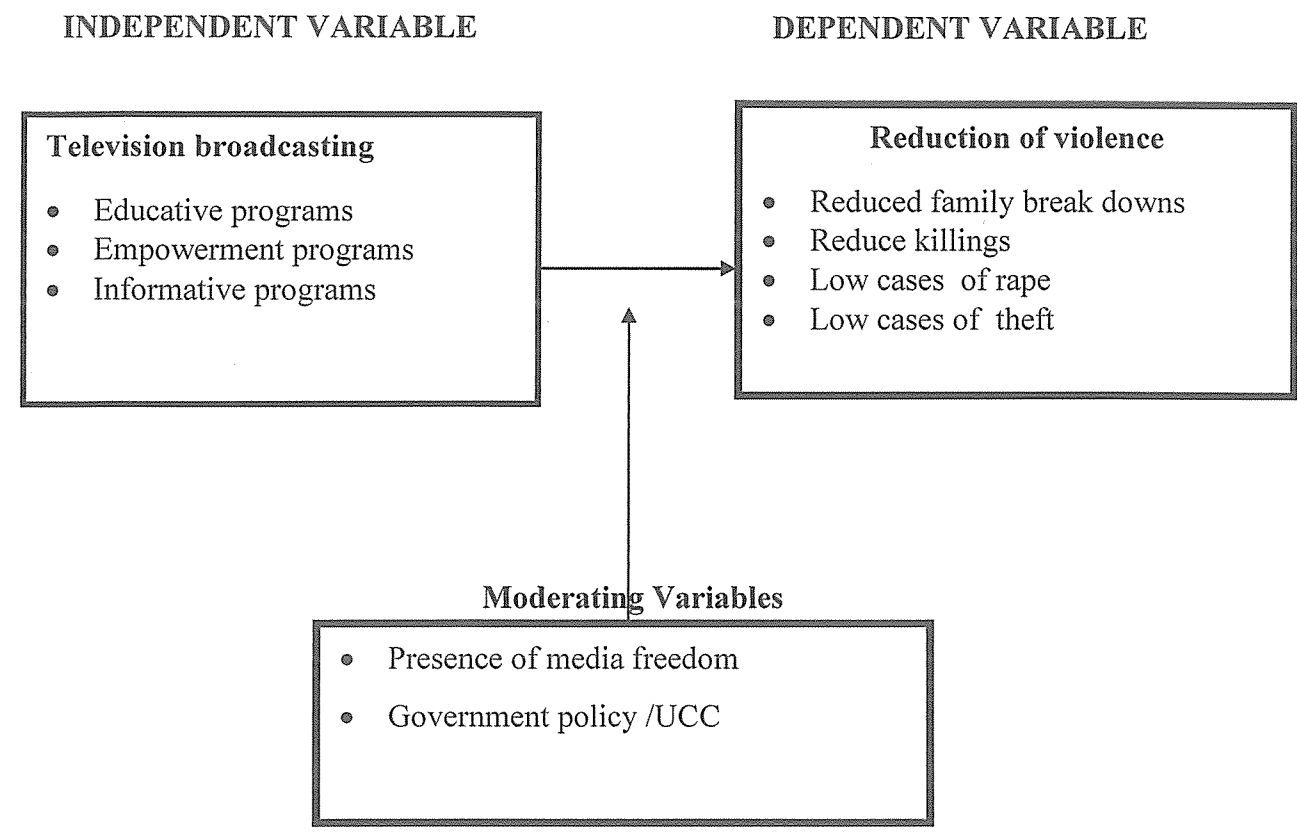 INDEPENDENT VARIABLE
DEPENDENT VARIABLE
Television broadcasting
• Educative programs
• Empowerment programs
• Informative programs
Reduction of violence
• Reduced family break downs
• Reduce killings
• Low cases of rape
• Low cases of theft
Moderating Variables
• Presence of media freedom
• Government policy /UCC